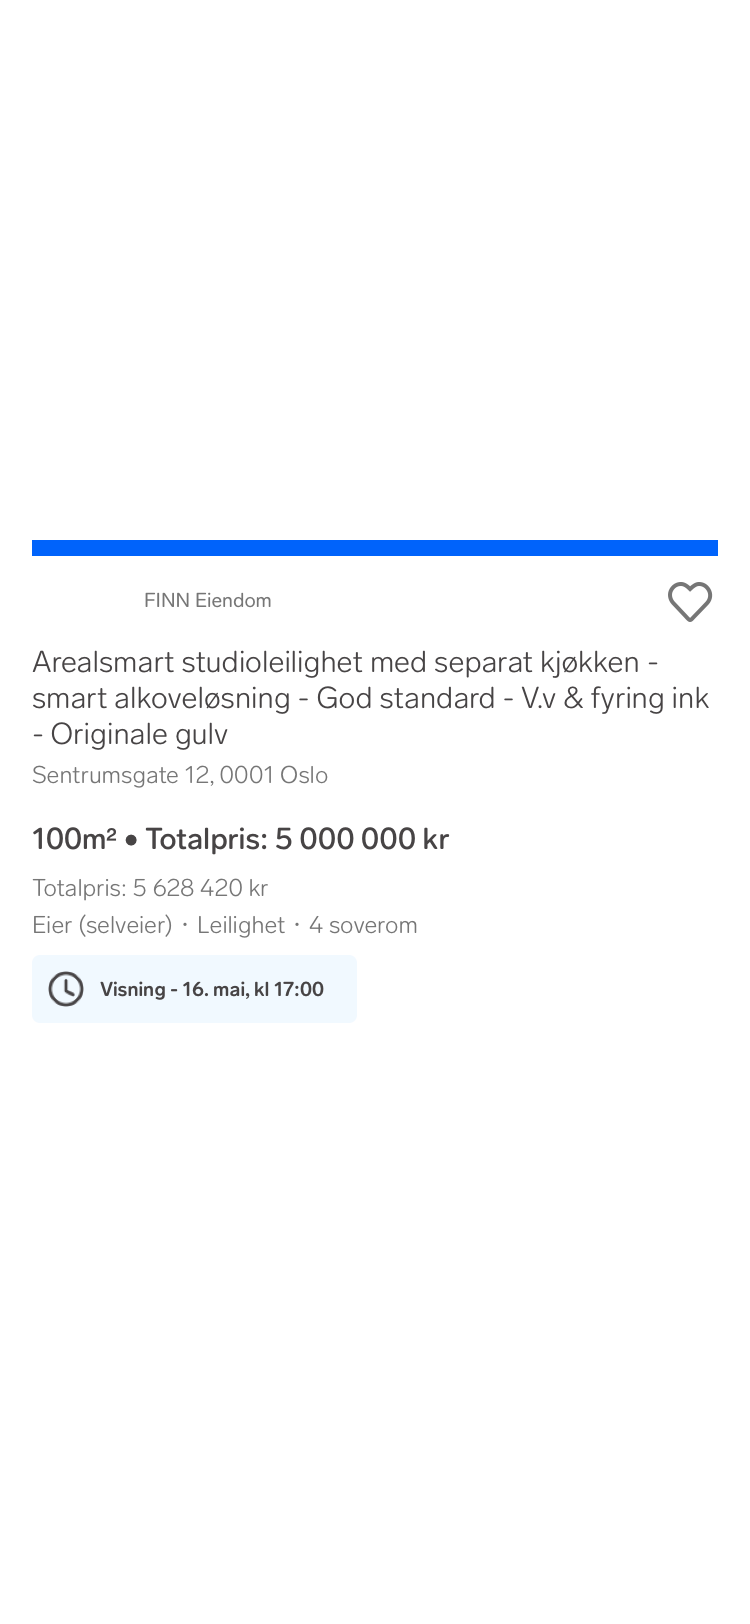 FINN Eiendom
Arealsmart studioleilighet med separat kjøkken -
smart alkoveløsning - God standard - V.v & fyring ink
- Originale gulv
Sentrumsgate 12, 0001 Oslo
100m² • Totalpris: 5 000 000 kr
Totalpris: 5 628 420 kr
Eier (selveier) · Leilighet · 4 soverom
Visning - 16. mai, kl 17:00